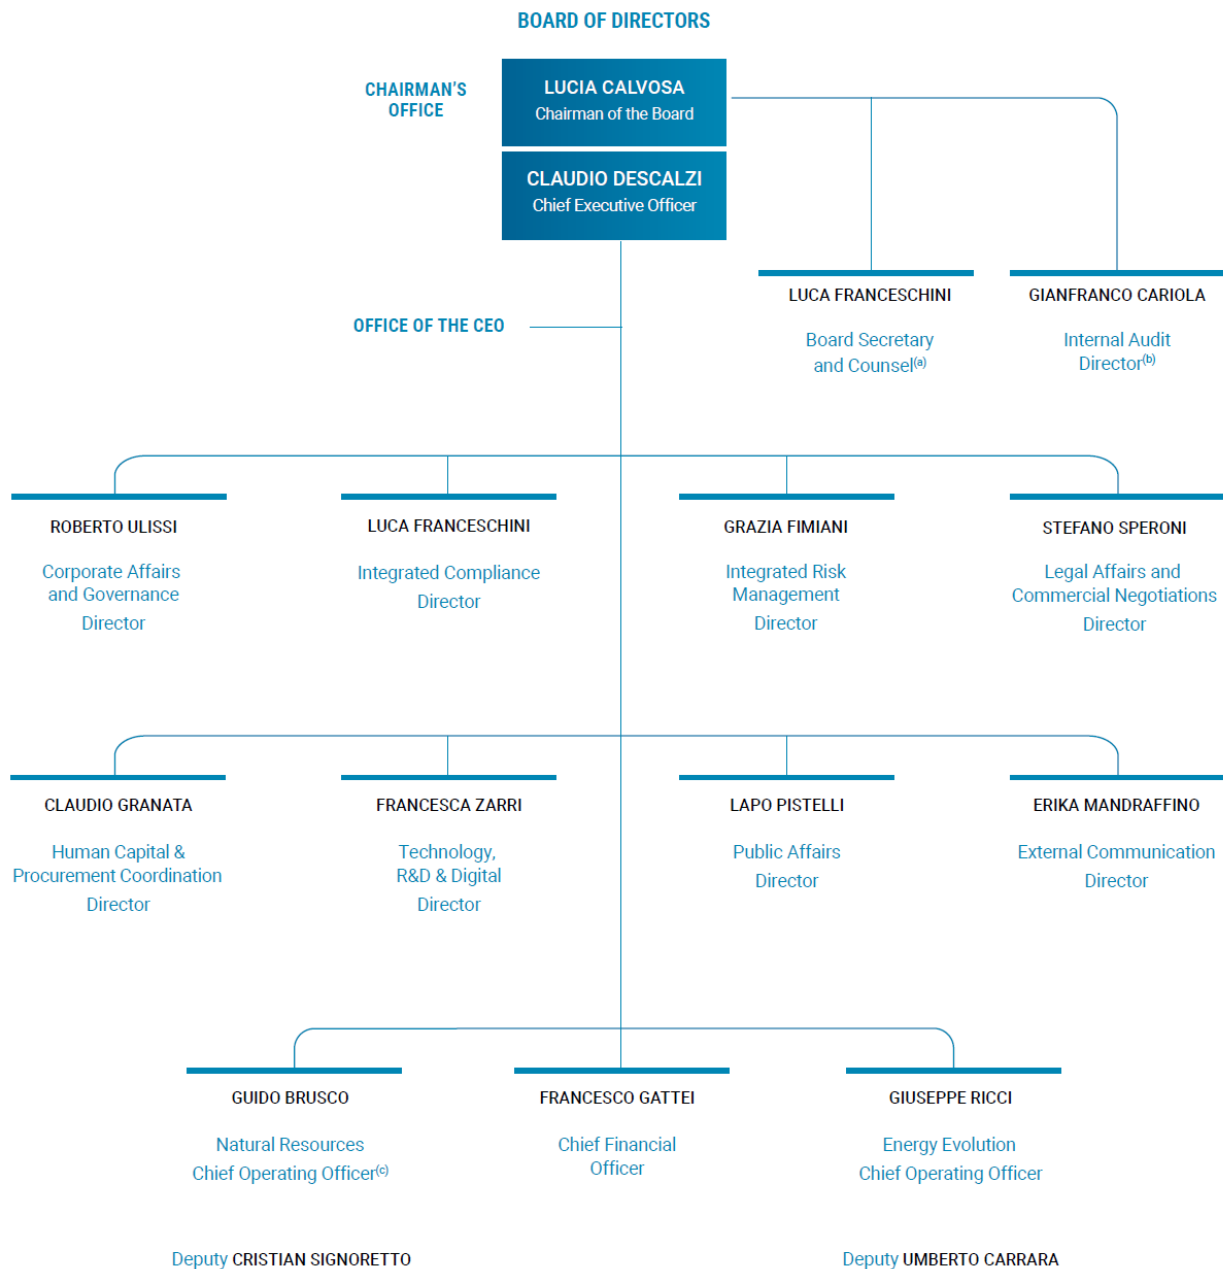 BOARD OF DIRECTORS
CHAIRMAN'S
OFFICE
LUCIA CALVOSA
Chairman of the Board
CLAUDIO DESCALZI
Chief Executive Officer
LUCA FRANCESCHINI
Board Secretary
and Counsel(a)
GIANFRANCO CARIOLA
Internal Audit
Director(b)
OFFICE OF THE CEO
ROBERTO ULISSI
Corporate Affairs
and Governance
Director
LUCA FRANCESCHINI
Integrated Compliance
Director
GRAZIA FIMIANI
Integrated Risk
Management
Director
STEFANO SPERONI
Legal Affairs and
Commercial Negotiations
Director
CLAUDIO GRANATA
Human Capital &
Procurement Coordination
Director
FRANCESCA ZARRI
Technology,
R&D & Digital
Director
LAPO PISTELLI
Public Affairs
Director
ERIKA MANDRAFFINO
External Communication
Director
GUIDO BRUSCO
Natural Resources
Chief Operating Officer(c)
FRANCESCO GATTEI
Chief Financial
Officer
GIUSEPPE RICCI
Energy Evolution
Chief Operating Officer
Deputy CRISTIAN SIGNORETTO
Deputy UMBERTO CARRARA